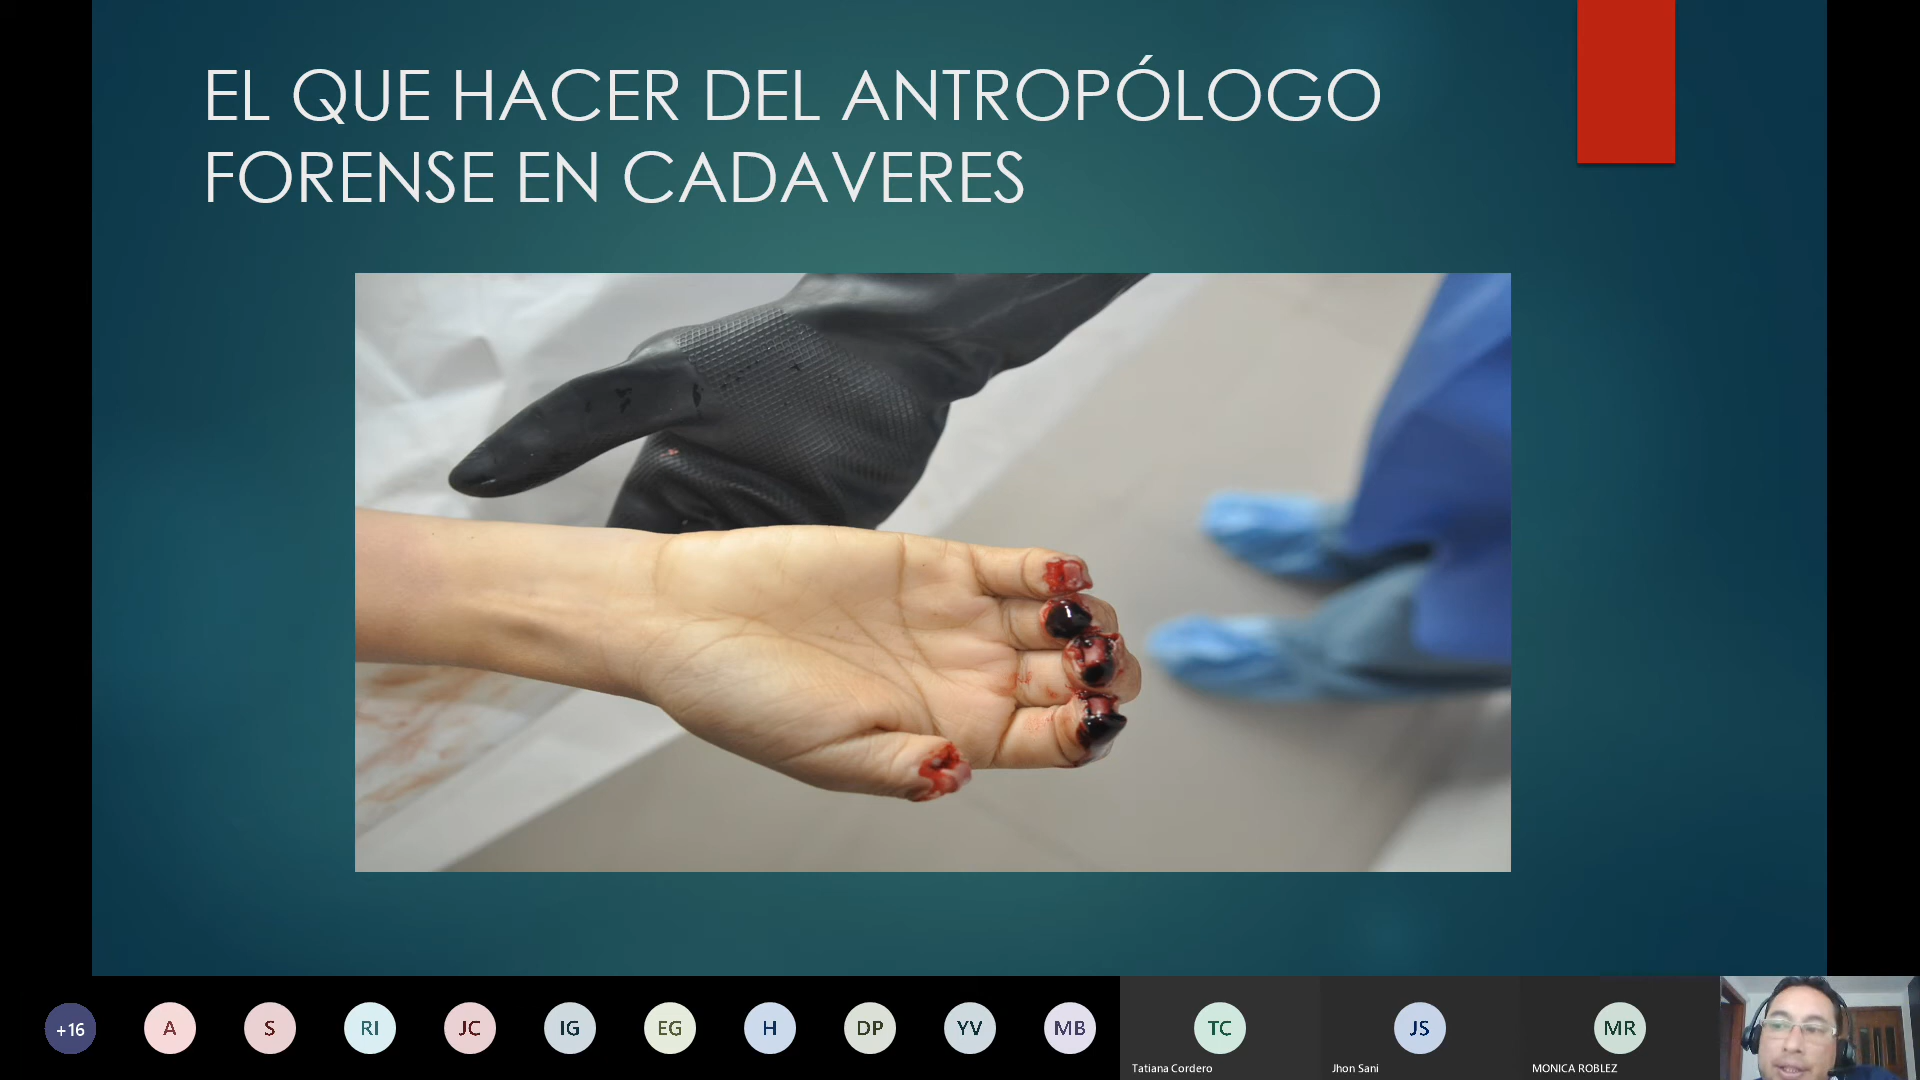 EL QUE HACER DEL ANTROPÓLOGO
FORENSE EN CADAVERES
+16
A
S
RI
JC
IG
EG
H
DP
YV
MB
TC
JS
MR
Tatiana Cordero
Jhon Sani
MONICA ROBLEZ